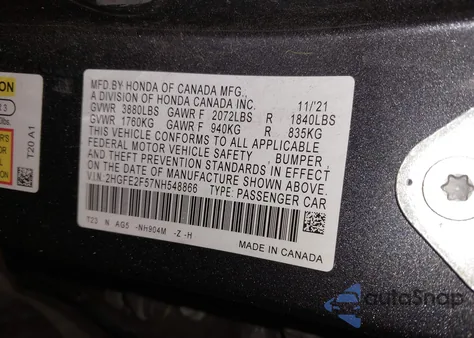 MFD.BY HONDA OF CANADA MFG.,
A DIVISION OF HONDA CANADA INC. 11/'21
GVWR 3880LBS GAWR F 2072LBS R 1840LBS
GVWR 1760KG GAWR F 940KG R 835KG
THIS VEHICLE CONFORMS TO ALL APPLICABLE
FEDERAL MOTOR VEHICLE SAFETY, BUMPER,
AND THEFT PREVENTION STANDARDS IN EFFECT
ON THE DATE OF MANUFACTURE SHOWN ABOVE.
V.I.N.2HGFE2F57NH548866 TYPE:PASSENGER CAR
T23 N AG5 -NH904M -Z -H
MADE IN CANADA
T20 A1
autoSnap